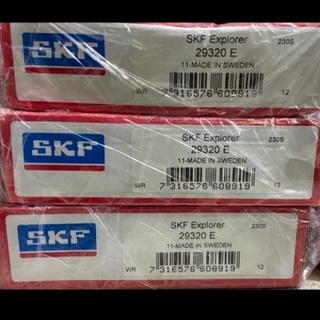 SKF
SKF Explorer
230S
29320 E
11-MADE IN SWEDEN
WR
7 316576 608919
12
SKF
SKF Explorer
230S
29320 E
11-MADE IN SWEDEN
WR
7 316576 608919
12
SKF
SKF Explorer
230S
29320 E
11-MADE IN SWEDEN
WR
7 316576 608919
12